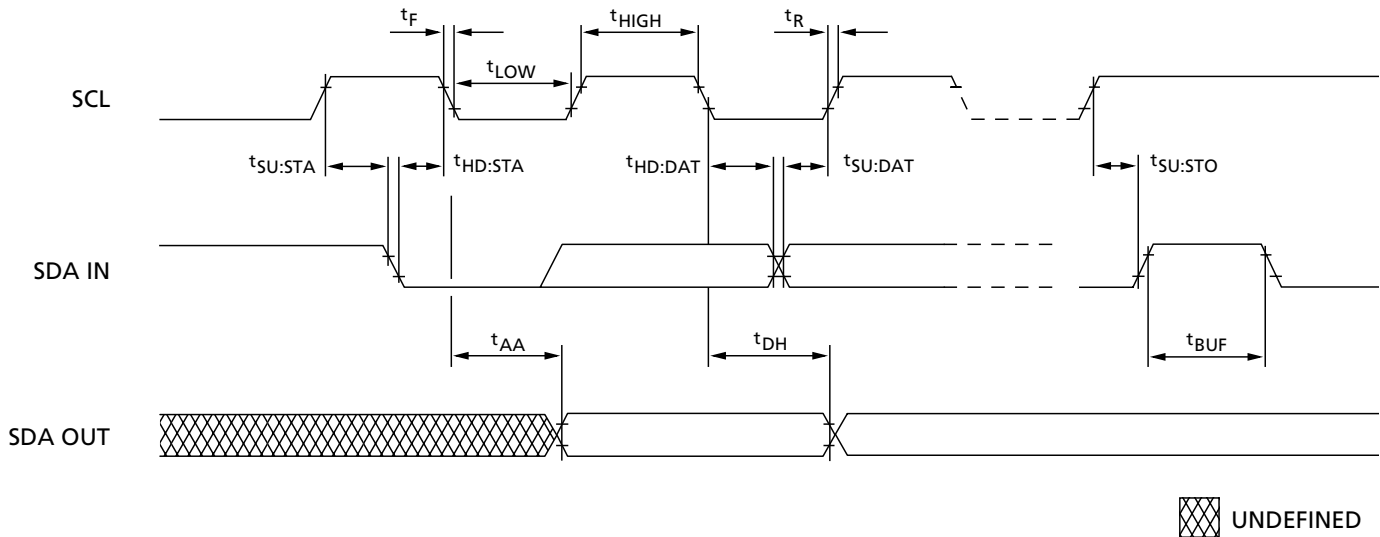 tF
tHIGH
tR
tLOW
SCL
tSU:STA
tHD:STA
tHD:DAT
tSU:DAT
tSU:STO
SDA IN
tAA
tDH
tBUF
SDA OUT
UNDEFINED